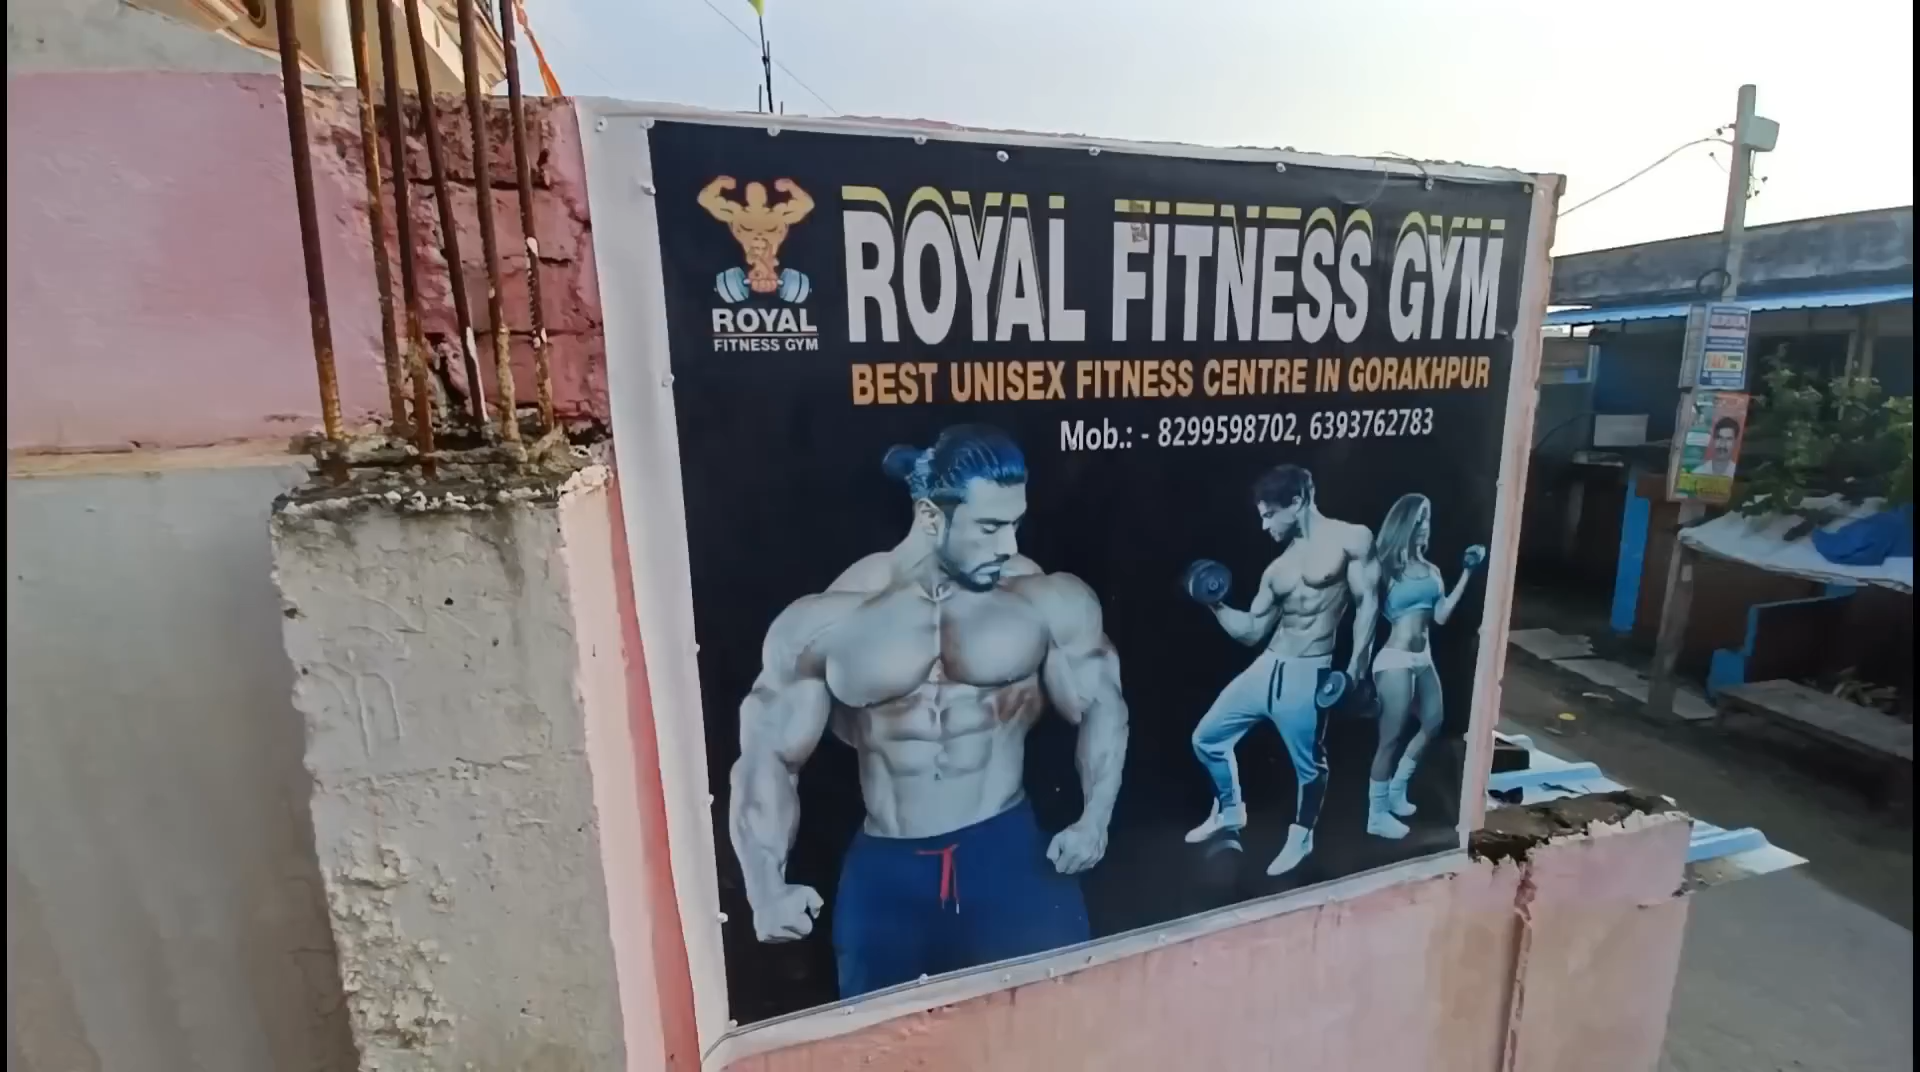 ROYAL
FITNESS GYM
ROYAL FITNESS GYM
BEST UNISEX FITNESS CENTRE IN GORAKHPUR
Mob.: - 8299598702, 6393762783